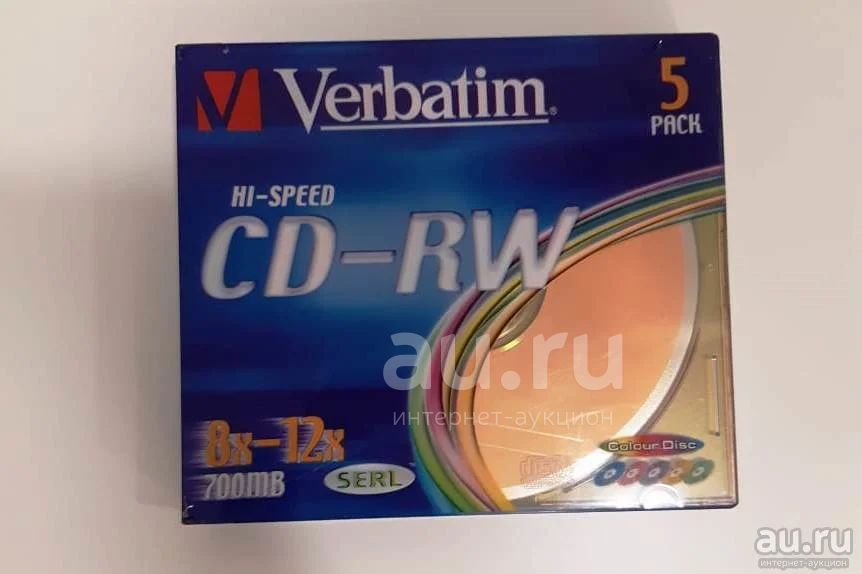 Verbatim®
5
PACK
HI-SPEED
CD-RW
au.ru
интернет-аукцион
8x-12x
700MB
SERL
disc
Colour Disc
au.ru
интернет-аукцион